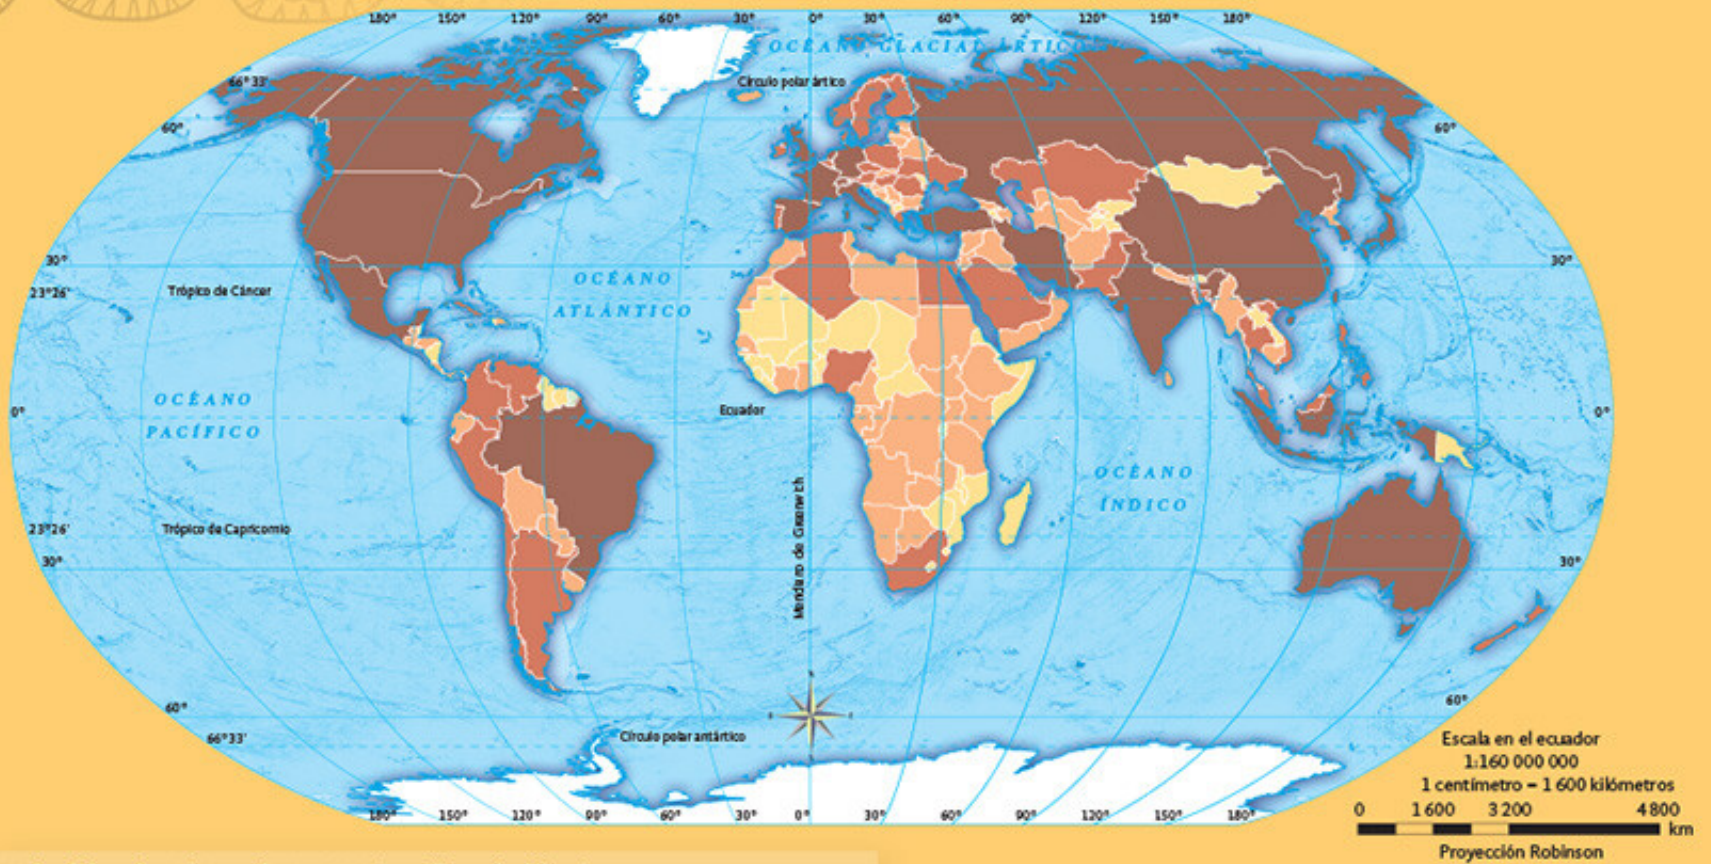 180° 150° 120° 90° 60° 30° 0° 30° 60° 90° 120° 150° 180°
OCÉANO GLACIAL ÁRTICO
66°33'
Círculo polar ártico
60°
60°
30°
30°
23°26'
Trópico de Cáncer
OCÉANO
ATLÁNTICO
OCÉANO
PACÍFICO
0°
Ecuador
0°
OCÉANO
ÍNDICO
Meridiano de Greenwich
23°26'
Trópico de Capricornio
30°
30°
60°
60°
66°33'
Círculo polar antártico
180° 150° 120° 90° 60° 30° 0° 30° 60° 90° 120° 150° 180°
Escala en el ecuador
1:160 000 000
1 centímetro = 1 600 kilómetros
0 1 600 3 200 4 800
km
Proyección Robinson